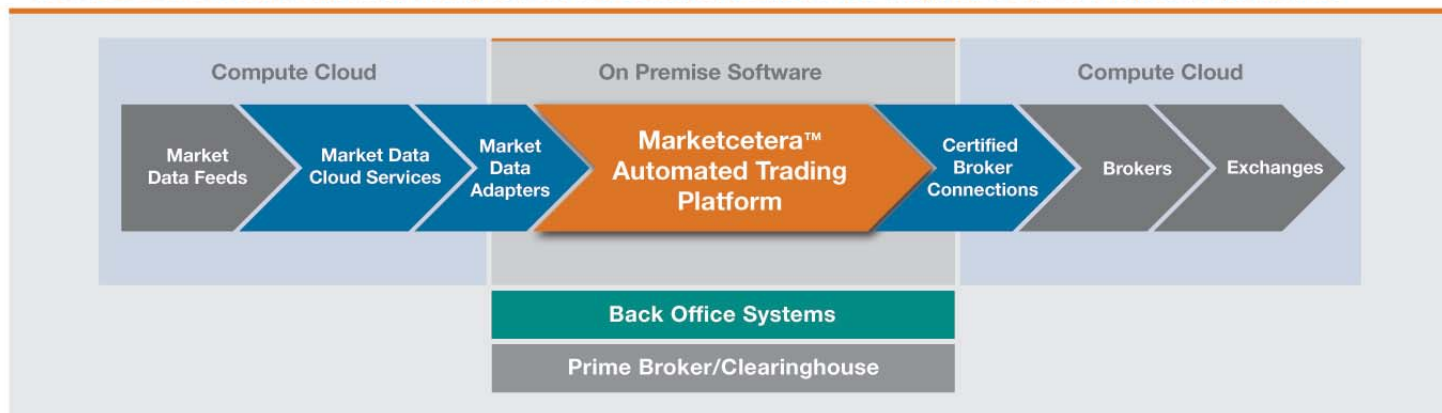 Compute Cloud
On Premise Software
Compute Cloud
Market
Data Feeds
Market Data
Cloud Services
Market
Data
Adapters
Marketcetera™
Automated Trading
Platform
Certified
Broker
Connections
Brokers
Exchanges
Back Office Systems
Prime Broker/Clearinghouse